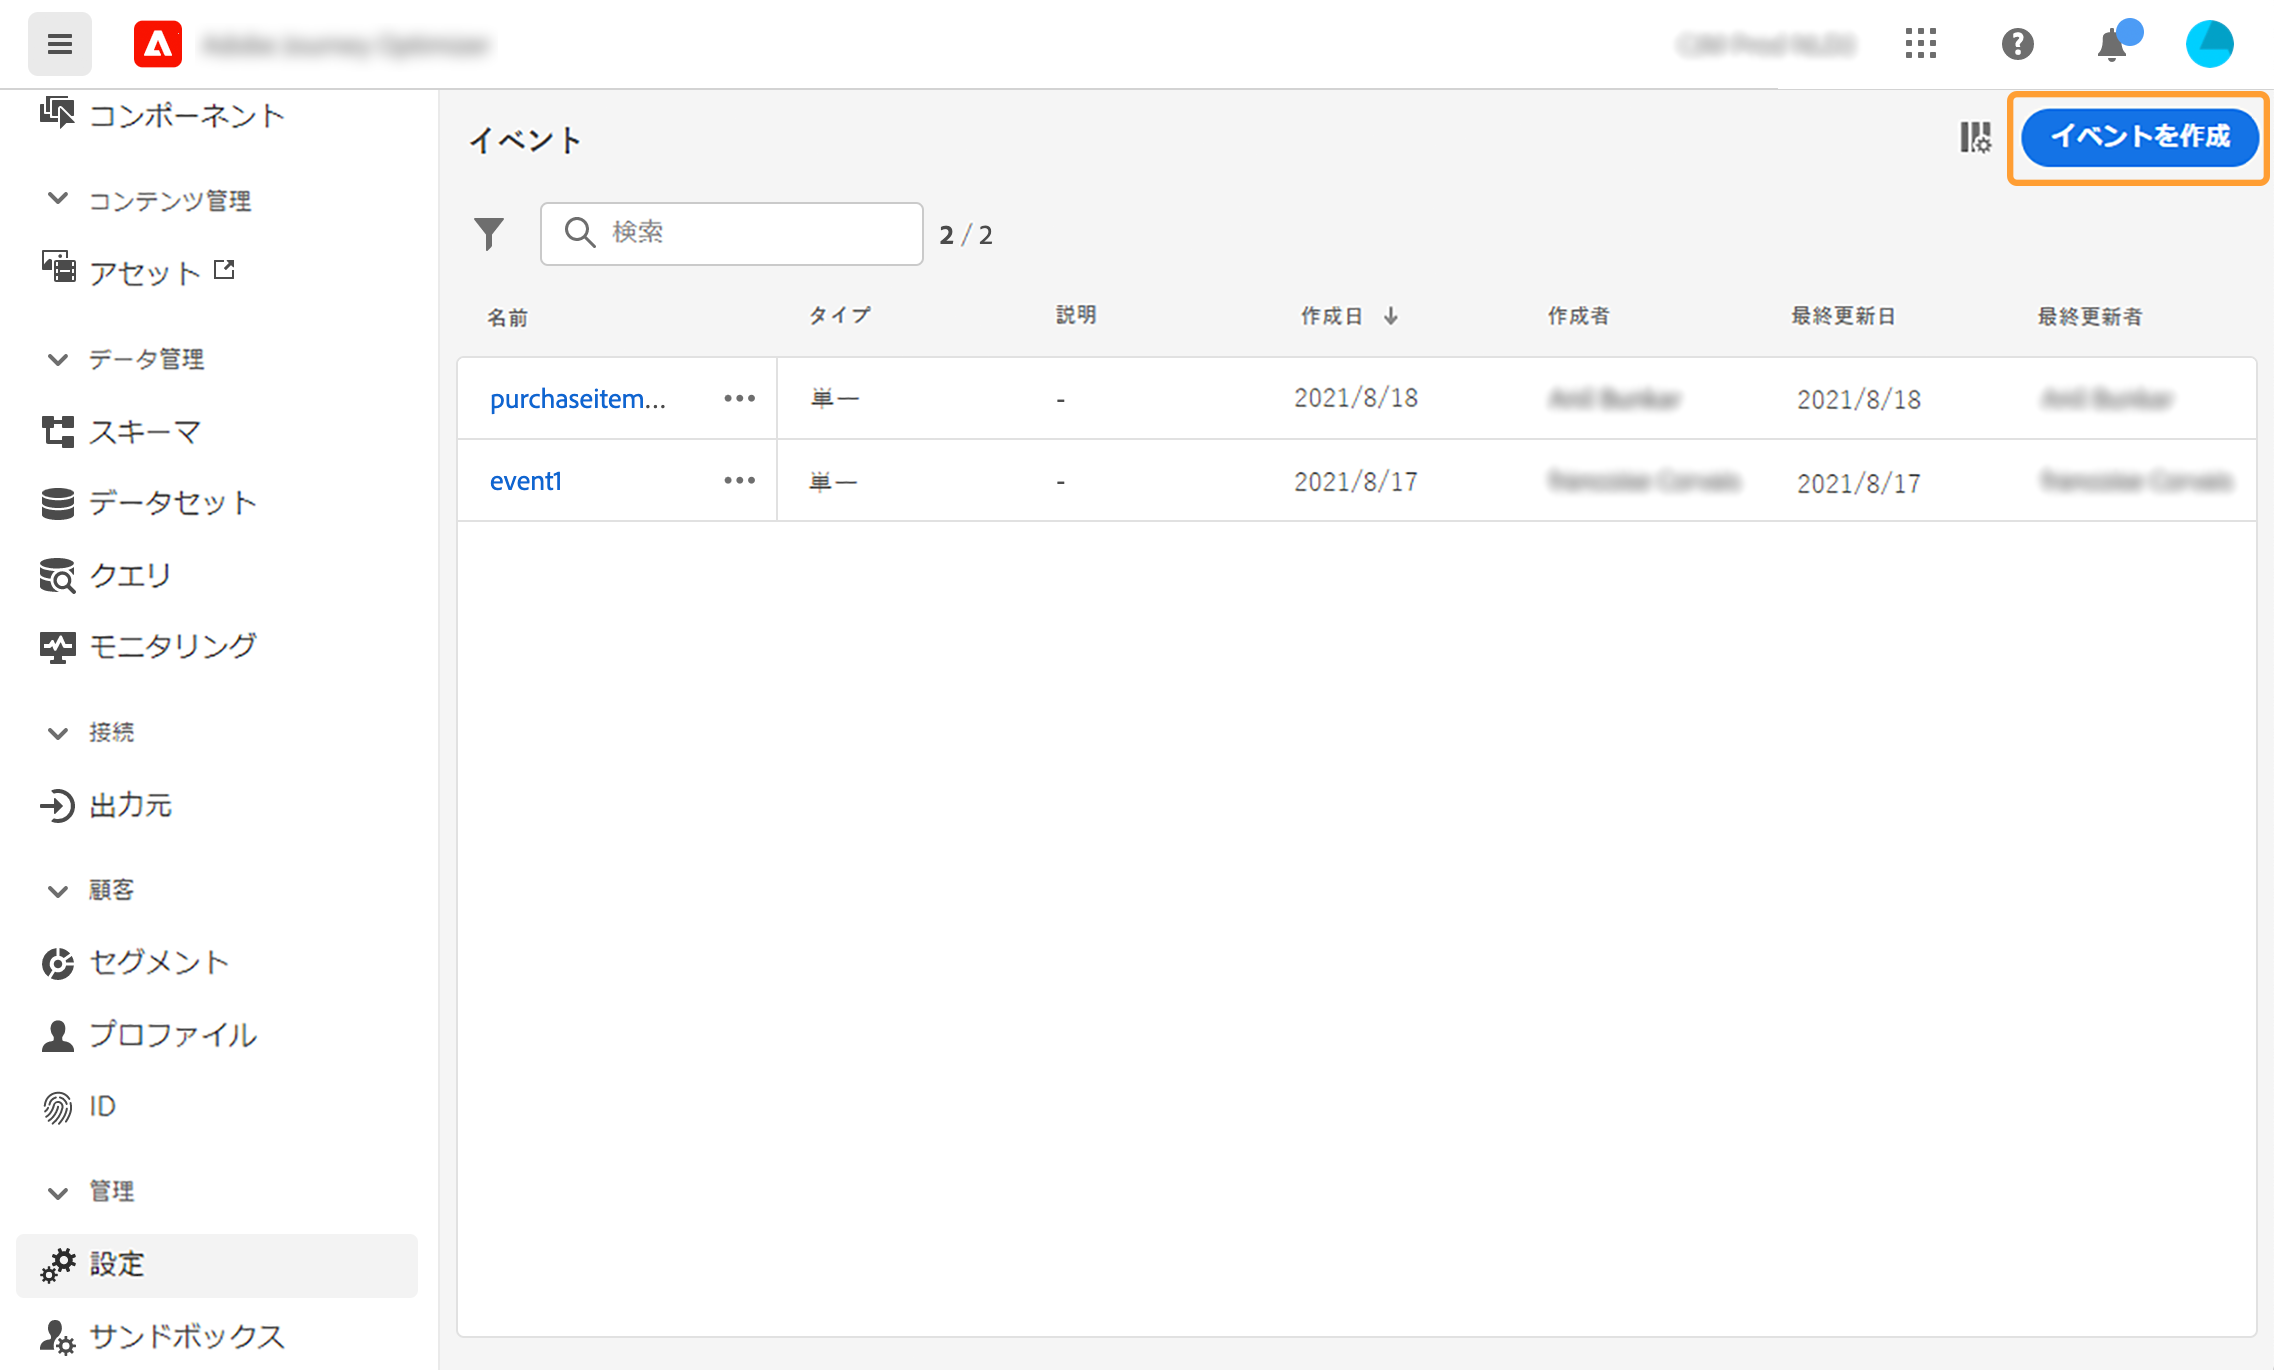 コンポーネント
コンテンツ管理
アセット
データ管理
スキーマ
データセット
クエリ
モニタリング
接続
出力元
顧客
セグメント
プロファイル
ID
管理
設定
サンドボックス
イベント
イベントを作成
検索
2 / 2
名前 タイプ 説明 作成日 ↓ 作成者 最終更新日 最終更新者
purchaseitem... ••• 単一 - 2021/8/18 2021/8/18
event1 ••• 単一 - 2021/8/17 2021/8/17